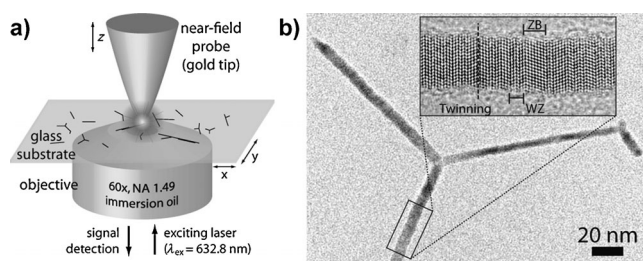 a)
z
near-field
probe
(gold tip)
glass
substrate
objective
60x, NA 1.49
immersion oil
x
y
signal
detection
exciting laser
(λex = 632.8 nm)
b)
ZB
Twinning
WZ
20 nm